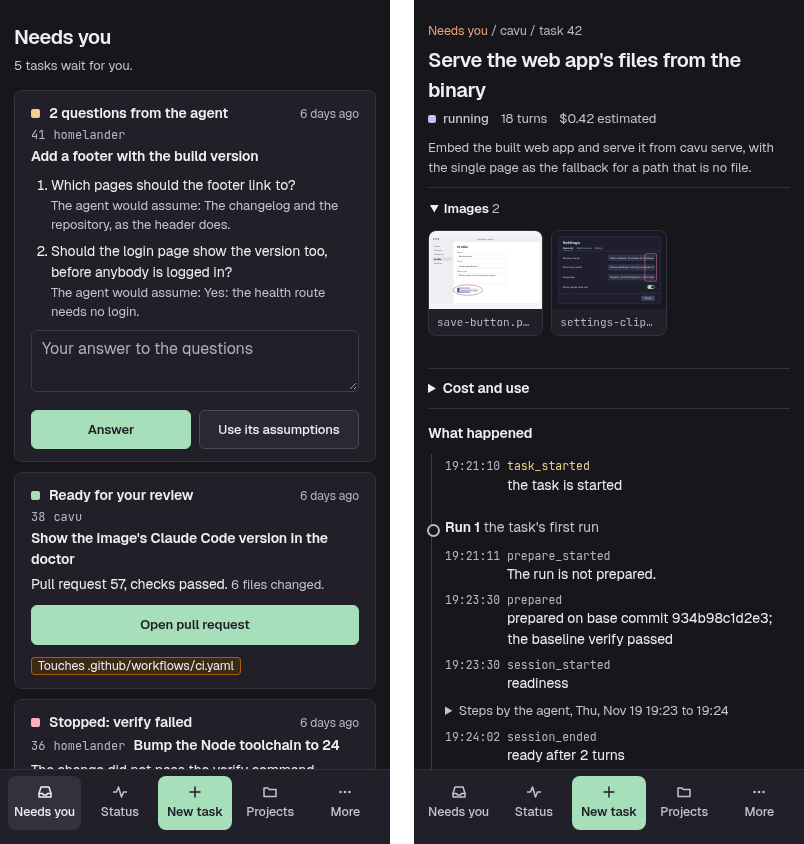 Needs you
5 tasks wait for you.
2 questions from the agent
6 days ago
41 homelander
Add a footer with the build version
1. Which pages should the footer link to?
The agent would assume: The changelog and the
repository, as the header does.
2. Should the login page show the version too,
before anybody is logged in?
The agent would assume: Yes: the health route
needs no login.
Your answer to the questions
Answer
Use its assumptions
Ready for your review
6 days ago
38 cavu
Show the image's Claude Code version in the
doctor
Pull request 57, checks passed. 6 files changed.
Open pull request
Touches .github/workflows/ci.yaml
Stopped: verify failed
6 days ago
36 homelander Bump the Node toolchain to 24
Needs you
Status
New task
Projects
More
Needs you / cavu / task 42
Serve the web app's files from the
binary
running 18 turns $0.42 estimated
Embed the built web app and serve it from cavu serve, with
the single page as the fallback for a path that is no file.
Images 2
Settings
save-button.p…
settings-clip…
Cost and use
What happened
19:21:10 task_started
the task is started
Run 1 the task's first run
19:21:11 prepare_started
The run is not prepared.
19:23:30 prepared
prepared on base commit 934b98c1d2e3;
the baseline verify passed
19:23:30 session_started
readiness
Steps by the agent, Thu, Nov 19 19:23 to 19:24
19:24:02 session_ended
ready after 2 turns
Needs you
Status
New task
Projects
More